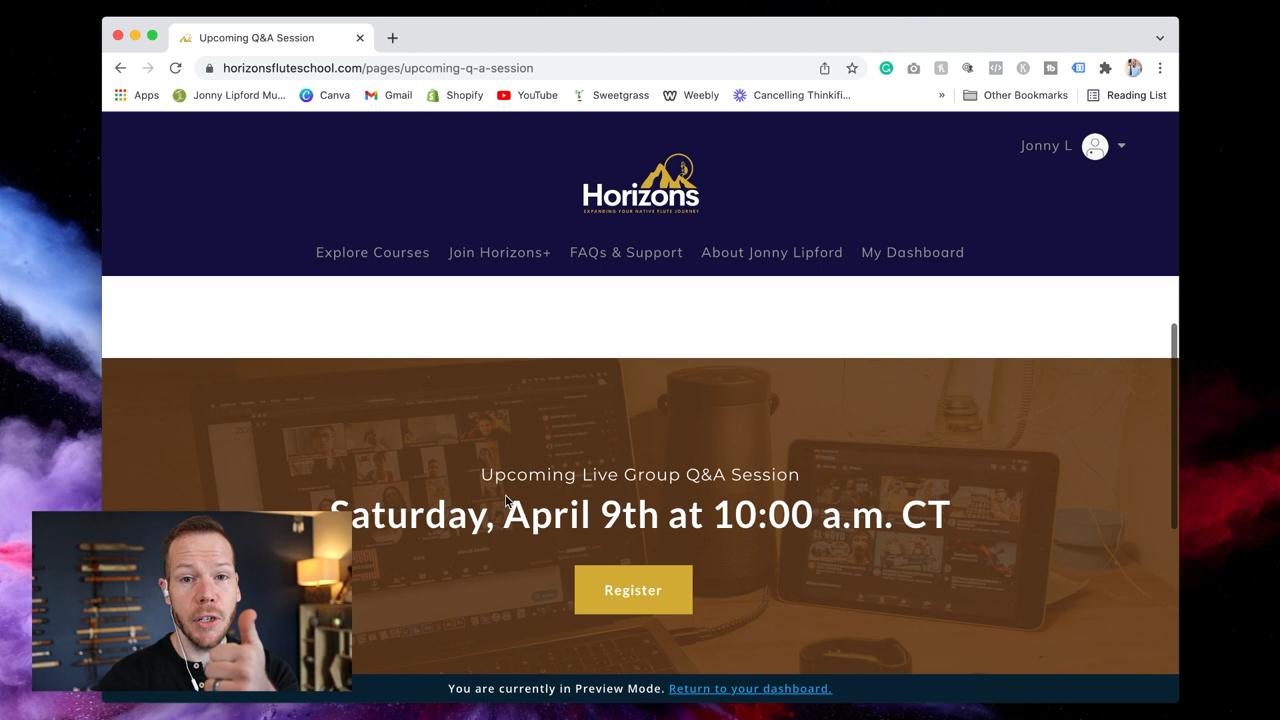 Upcoming Q&A Session
horizonsfluteschool.com/pages/upcoming-q-a-session
Apps Jonny Lipford Mu... Canva Gmail Shopify YouTube Sweetgrass Weebly Cancelling Thinkifi... » Other Bookmarks Reading List
Jonny L
Horizons
EXPANDING YOUR NATIVE FLUTE JOURNEY
Explore Courses Join Horizons+ FAQs & Support About Jonny Lipford My Dashboard
Upcoming Live Group Q&A Session
Saturday, April 9th at 10:00 a.m. CT
Register
You are currently in Preview Mode. Return to your dashboard.